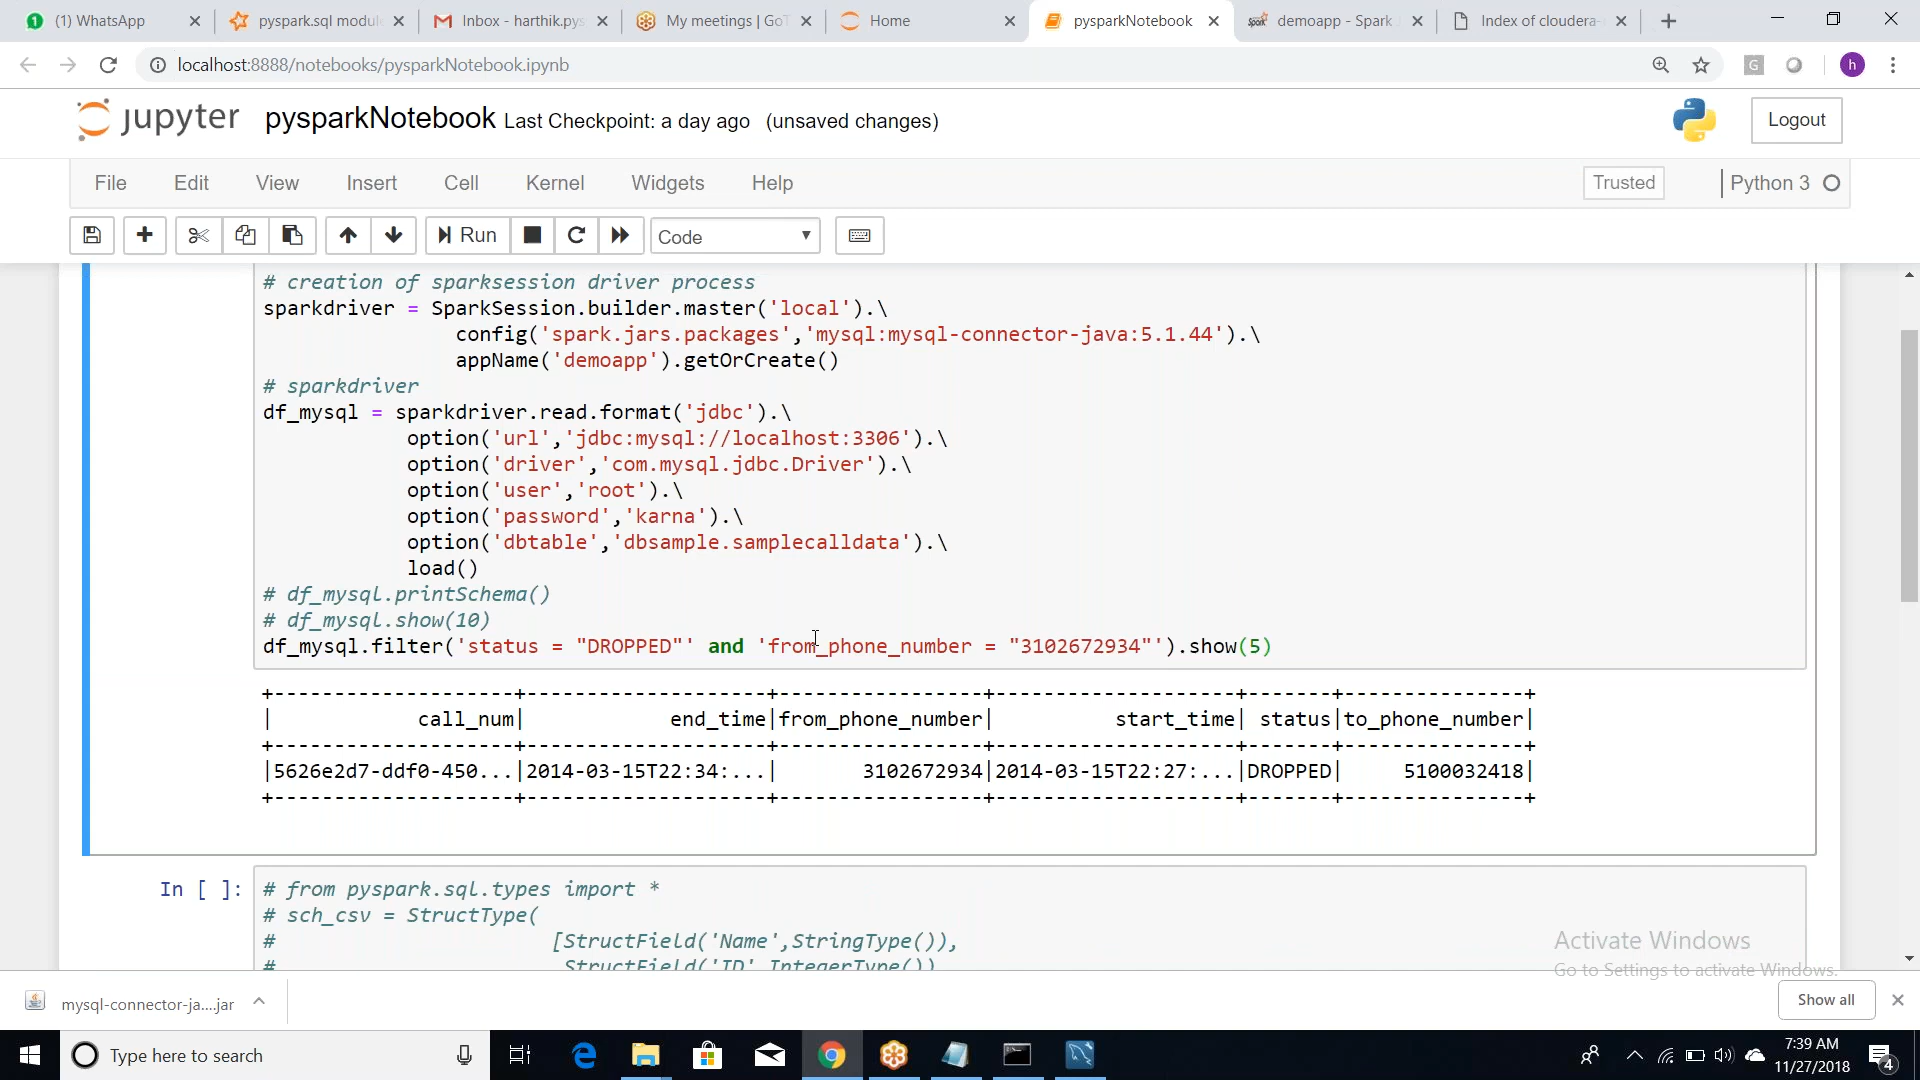 (1) WhatsApp
pyspark.sql modul
Inbox - harthik.pys
My meetings | GoT
Home
pysparkNotebook
demoapp - Spark
Index of cloudera-
localhost:8888/notebooks/pysparkNotebook.ipynb
G
h
jupyter pysparkNotebook Last Checkpoint: a day ago (unsaved changes)
Logout
File Edit View Insert Cell Kernel Widgets Help
Trusted
Python 3
Run
Code
# creation of sparksession driver process
sparkdriver = SparkSession.builder.master('local').\
config('spark.jars.packages','mysql:mysql-connector-java:5.1.44').\
appName('demoapp').getOrCreate()
# sparkdriver
df_mysql = sparkdriver.read.format('jdbc').\
option('url','jdbc:mysql://localhost:3306').\
option('driver','com.mysql.jdbc.Driver').\
option('user','root').\
option('password','karna').\
option('dbtable','dbsample.samplecalldata').\
load()
# df_mysql.printSchema()
# df_mysql.show(10)
df_mysql.filter('status = "DROPPED"' and 'from_phone_number = "3102672934"').show(5)
+--------------------+--------------------+-----------------+--------------------+-------+---------------+
|            call_num|            end_time|from_phone_number|          start_time| status|to_phone_number|
+--------------------+--------------------+-----------------+--------------------+-------+---------------+
|5626e2d7-ddf0-450...|2014-03-15T22:34:...|       3102672934|2014-03-15T22:27:...|DROPPED|     5100032418|
+--------------------+--------------------+-----------------+--------------------+-------+---------------+
In [ ]:
# from pyspark.sql.types import *
# sch_csv = StructType(
# [StructField('Name',StringType()),
# StructField('ID',IntegerType())
Activate Windows
Go to Settings to activate Windows.
mysql-connector-ja....jar
Show all
Type here to search
7:39 AM
11/27/2018
4